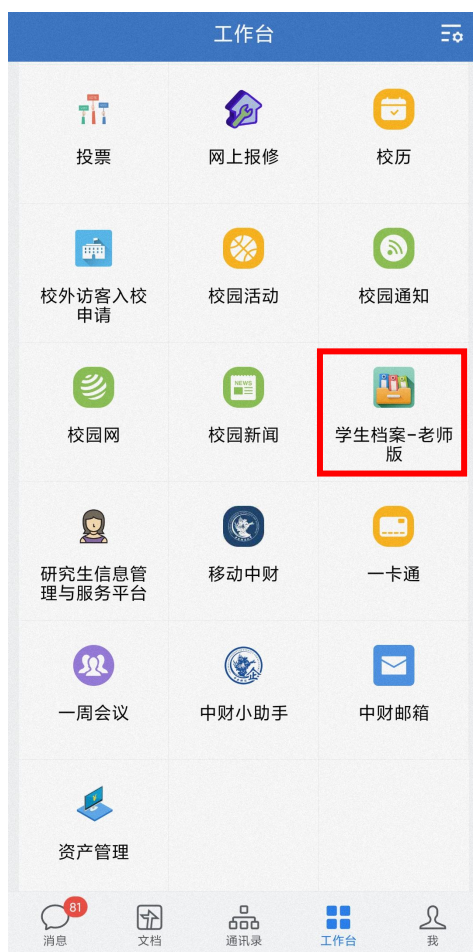 工作台
投票
网上报修
校历
校外访客入校
申请
校园活动
校园通知
校园网
NEWS
校园新闻
学生档案-老师
版
研究生信息管
理与服务平台
移动中财
一卡通
一周会议
中财小助手
中财邮箱
资产管理
81
消息
文档
通讯录
工作台
我